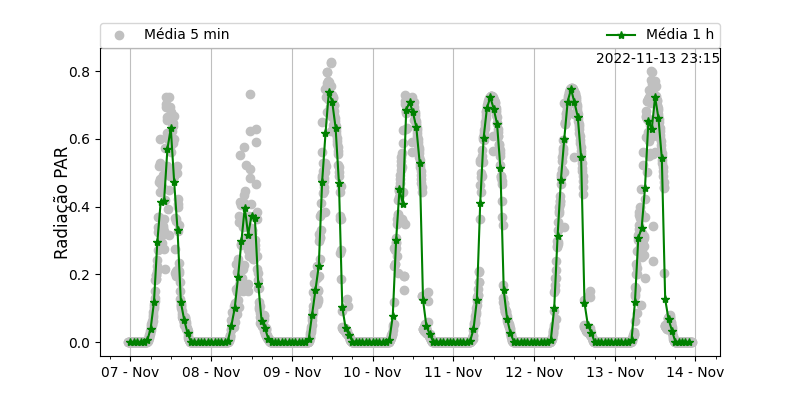 Média 5 min
Média 1 h
2022-11-13 23:15
Radiação PAR
0.8
0.6
0.4
0.2
0.0
07 - Nov 08 - Nov 09 - Nov 10 - Nov 11 - Nov 12 - Nov 13 - Nov 14 - Nov